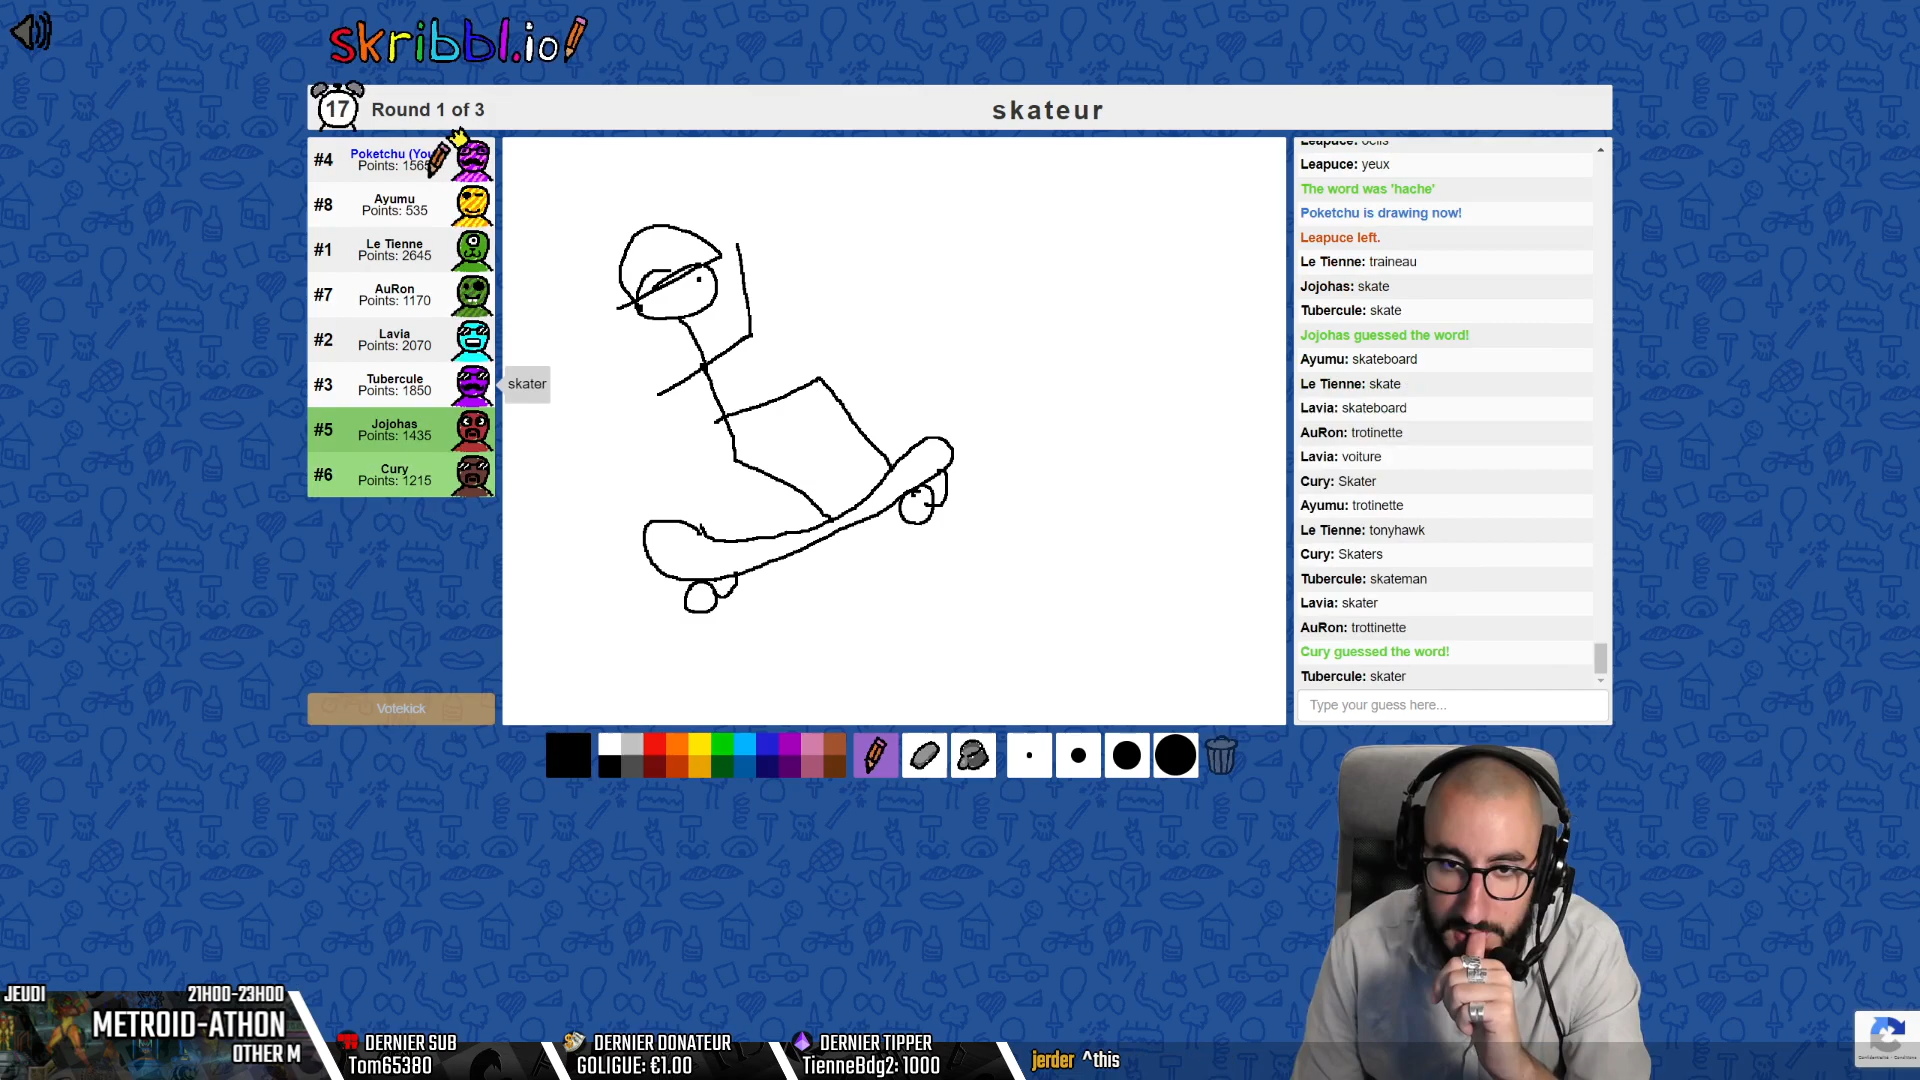 skribbl.io
17
Round 1 of 3
skateur
#4
Poketchu (You
Points: 1565
#8
Ayumu
Points: 535
#1
Le Tienne
Points: 2645
#7
AuRon
Points: 1170
#2
Lavia
Points: 2070
#3
Tubercule
Points: 1850
skater
#5
Jojohas
Points: 1435
#6
Cury
Points: 1215
Votekick
Leapuce: oeils
Leapuce: yeux
The word was 'hache'
Poketchu is drawing now!
Leapuce left.
Le Tienne: traineau
Jojohas: skate
Tubercule: skate
Jojohas guessed the word!
Ayumu: skateboard
Le Tienne: skate
Lavia: skateboard
AuRon: trotinette
Lavia: voiture
Cury: Skater
Ayumu: trotinette
Le Tienne: tonyhawk
Cury: Skaters
Tubercule: skateman
Lavia: skater
AuRon: trottinette
Cury guessed the word!
Tubercule: skater
Type your guess here...
JEUDI
21H00-23H00
METROID-ATHON
OTHER M
DERNIER SUB
Tom65380
DERNIER DONATEUR
GOLIGUE: €1.00
DERNIER TIPPER
TienneBdg2: 1000
jerder ^this